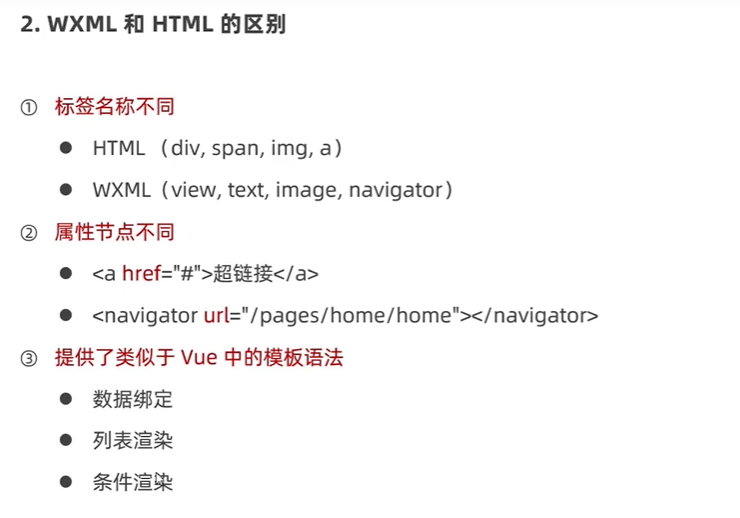 2. WXML 和 HTML 的区别
① 标签名称不同
● HTML （div, span, img, a）
● WXML（view, text, image, navigator）
② 属性节点不同
● <a href="#">超链接</a>
● <navigator url="/pages/home/home"></navigator>
③ 提供了类似于 Vue 中的模板语法
● 数据绑定
● 列表渲染
● 条件渲染